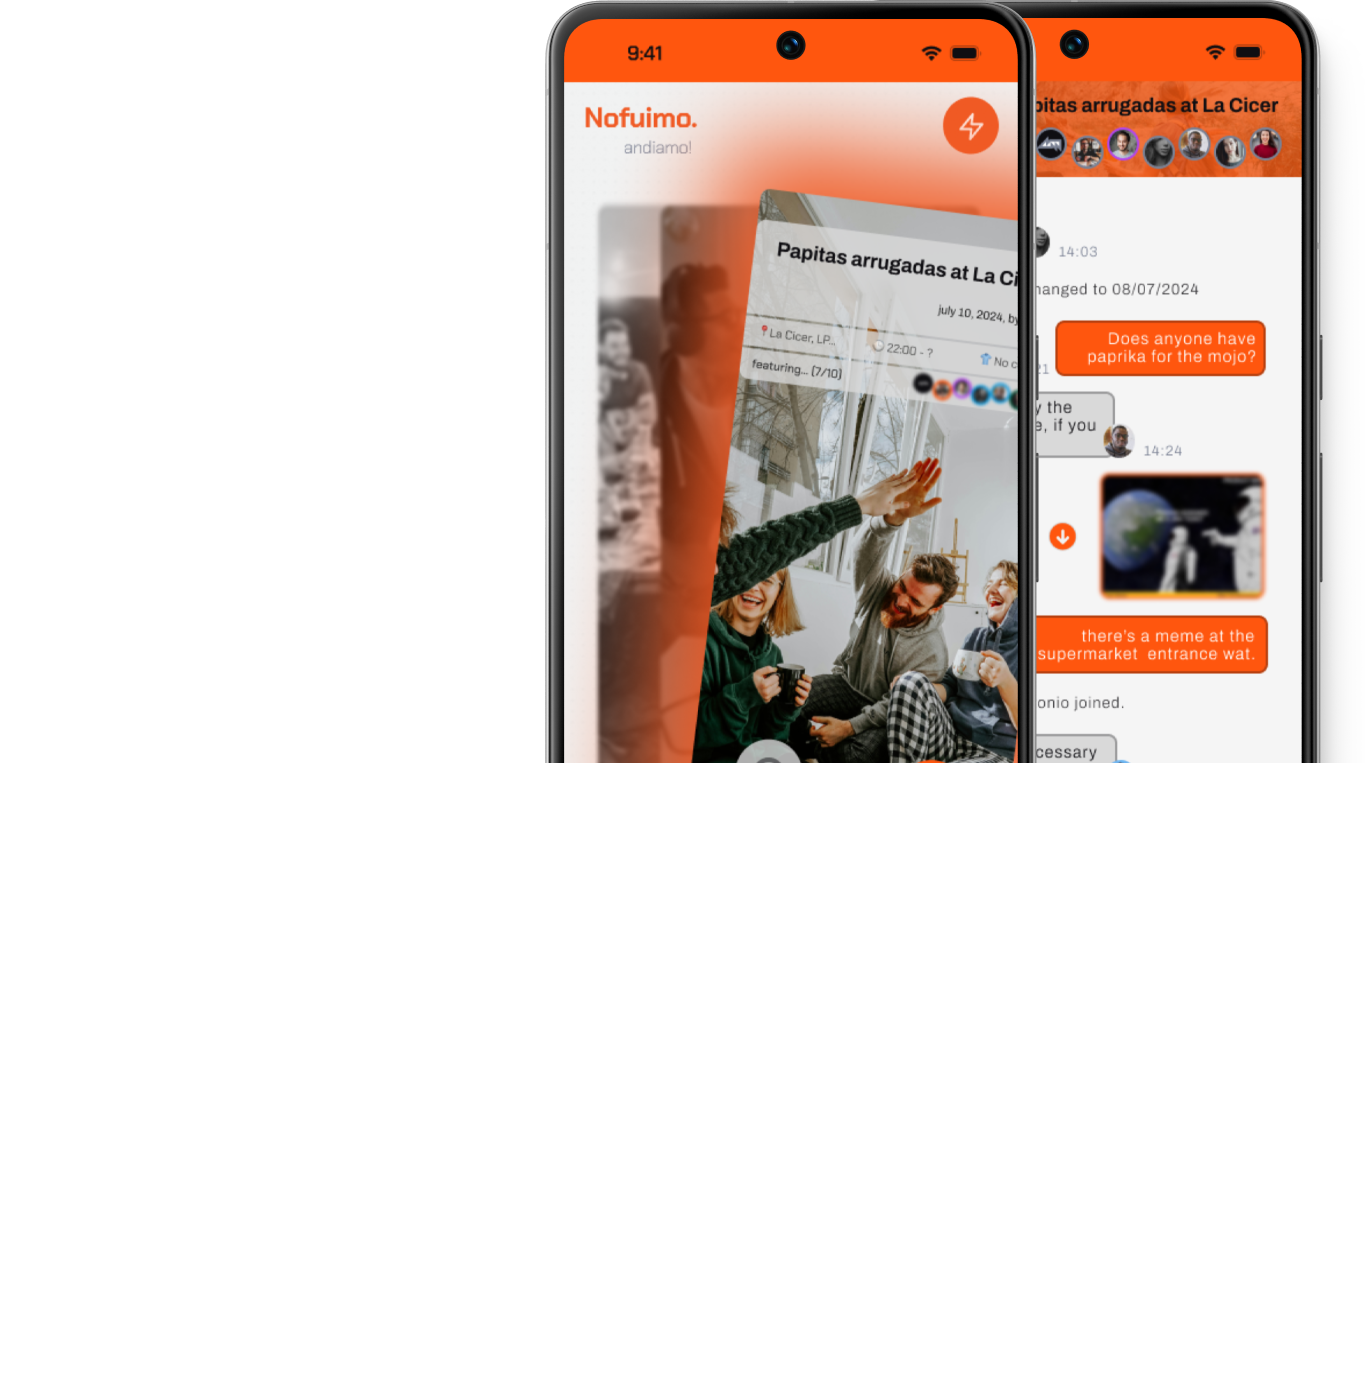 9:41
Nofuimo.
andiamo!
Papitas arrugadas at La Ci
july 10, 2024, by
La Cicer, LP...
22:00 - ?
No c
featuring... (7/10)
pitas arrugadas at La Cicer
14:03
hanged to 08/07/2024
Does anyone have
paprika for the mojo?
21
y the
e, if you
14:24
there's a meme at the
supermarket entrance wat.
onio joined.
cessary